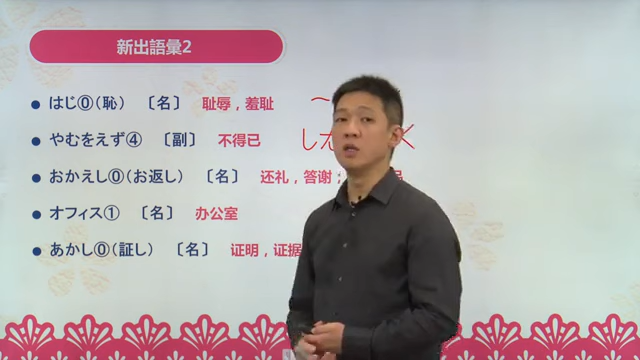 新出語彙2
● はじ⓪(恥) 〔名〕 耻辱，羞耻
● やむをえず④ 〔副〕 不得已
● おかえし⓪(お返し) 〔名〕 还礼，答谢；
● オフィス① 〔名〕 办公室
● あかし⓪(証し) 〔名〕 证明，证据